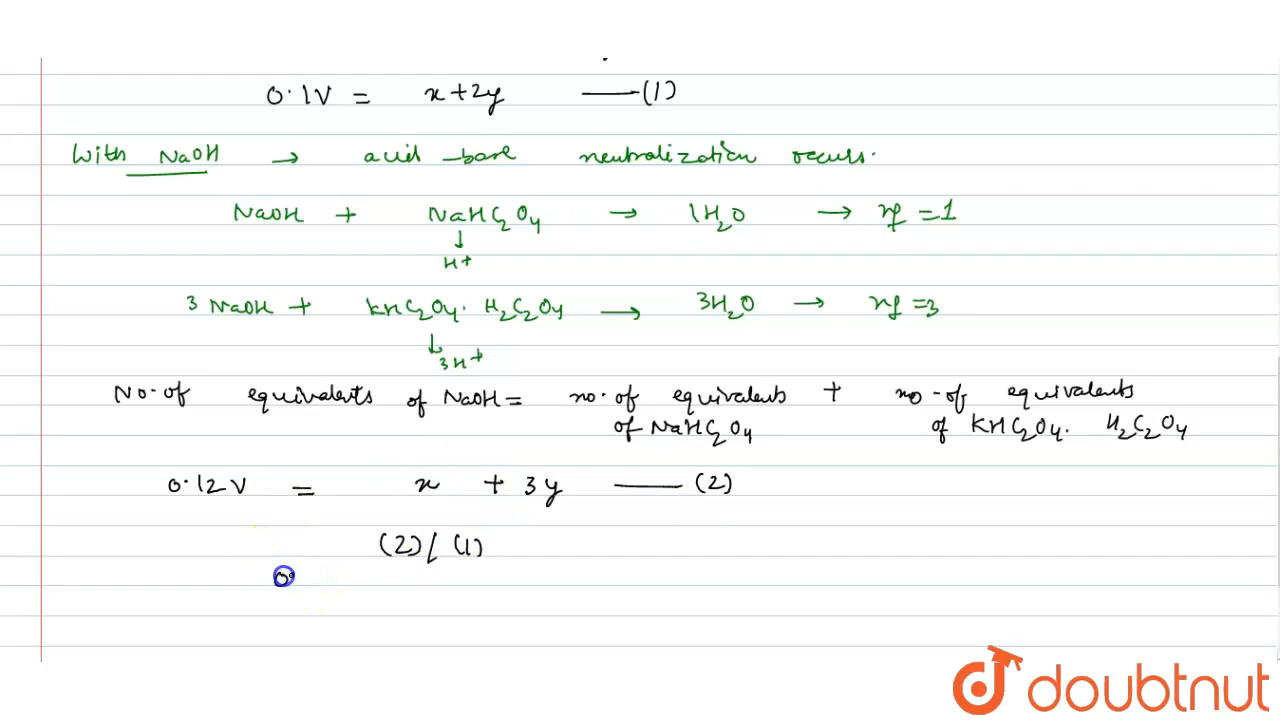 0.1V = x+2y —(1)
With NaOH → acid-base neutralization occurs.
NaOH + NaHC2O4 → 1H2O → nf = 1
↓
H+
3 NaOH + KHC2O4. H2C2O4 → 3H2O → nf = 3
↓
3H+
No. of equivalents of NaOH = no. of equivalents + no. of equivalents
of NaHC2O4 of KHC2O4. H2C2O4
0.12V = x + 3y —(2)
(2)/(1)
0.
doubtnut